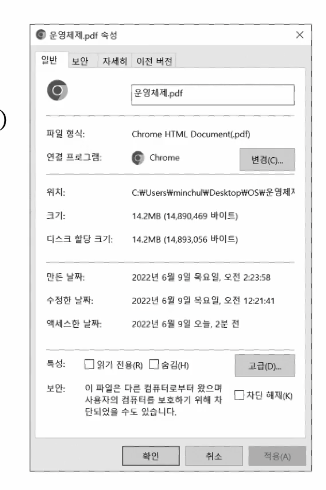 운영체제.pdf 속성
일반 보안 자세히 이전 버전
운영체제.pdf
파일 형식: Chrome HTML Document(.pdf)
연결 프로그램: Chrome 변경(C)...
위치: C:₩Users₩minchul₩Desktop₩OS₩운영체제
크기: 14.2MB (14,890,469 바이트)
디스크 할당 크기: 14.2MB (14,893,056 바이트)
만든 날짜: 2022년 6월 9일 목요일, 오전 2:23:58
수정한 날짜: 2022년 6월 9일 목요일, 오전 12:21:41
액세스한 날짜: 2022년 6월 9일 오늘, 2분 전
특성: 읽기 전용(R) 숨김(H) 고급(D)...
보안: 이 파일은 다른 컴퓨터로부터 왔으며
사용자의 컴퓨터를 보호하기 위해 차
단되었을 수도 있습니다.
차단 해제(K)
확인 취소 적용(A)